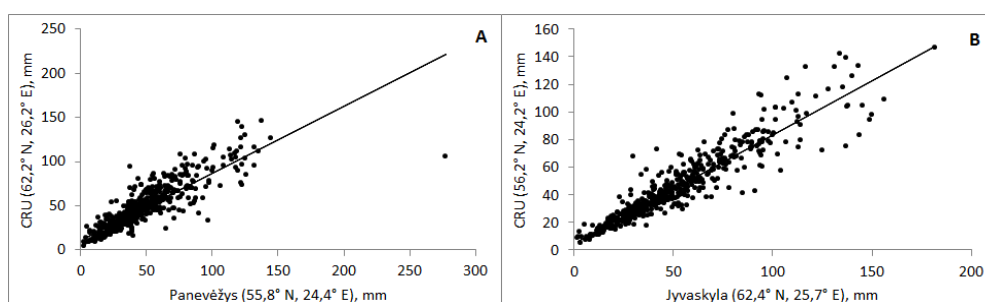 A
CRU (62,2° N, 26,2° E), mm
250
200
150
100
50
0
0 50 100 150 200 250 300
Panevėžys (55,8° N, 24,4° E), mm
B
CRU (56,2° N, 24,2° E), mm
160
140
120
100
80
60
40
20
0
0 50 100 150 200
Jyvaskyla (62,4° N, 25,7° E), mm